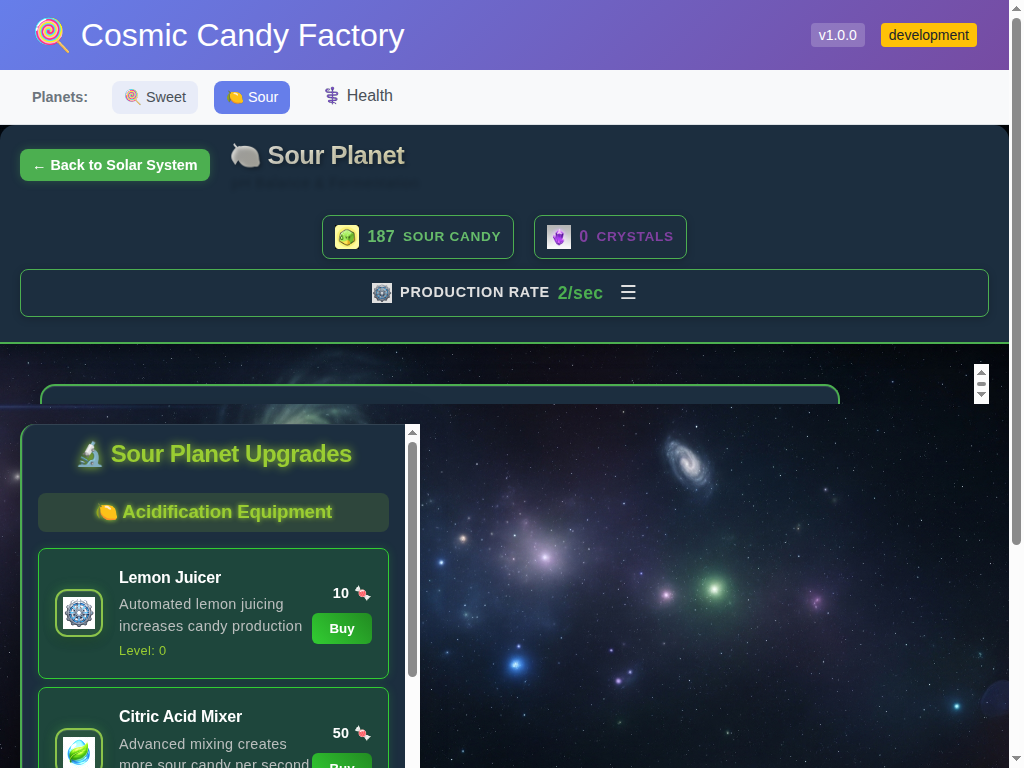 Cosmic Candy Factory
v1.0.0
development
Planets:
Sweet
Sour
Health
← Back to Solar System
Sour Planet
187 SOUR CANDY
0 CRYSTALS
PRODUCTION RATE 2/sec ☰
Sour Planet Upgrades
Acidification Equipment
Lemon Juicer
Automated lemon juicing
increases candy production
Level: 0
10
Buy
Citric Acid Mixer
Advanced mixing creates
more sour candy per second
50
Buy